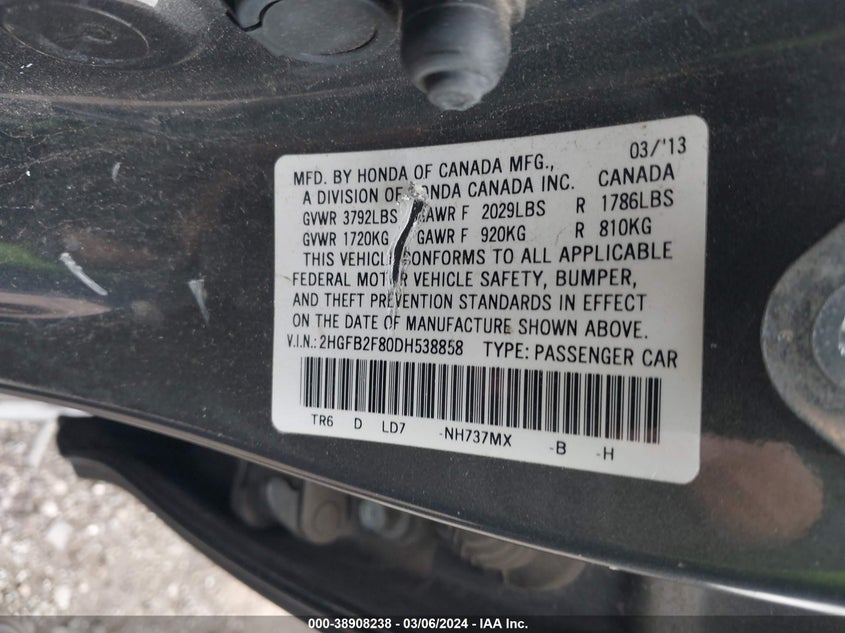 03/'13
MFD. BY HONDA OF CANADA MFG.,
A DIVISION OF HONDA CANADA INC. CANADA
GVWR 3792LBS GAWR F 2029LBS R 1786LBS
GVWR 1720KG GAWR F 920KG R 810KG
THIS VEHICLE CONFORMS TO ALL APPLICABLE
FEDERAL MOTOR VEHICLE SAFETY, BUMPER,
AND THEFT PREVENTION STANDARDS IN EFFECT
ON THE DATE OF MANUFACTURE SHOWN ABOVE.
V.I.N.:2HGFB2F80DH538858 TYPE: PASSENGER CAR
TR6 D LD7 -NH737MX -B -H
000-38908238 - 03/06/2024 - IAA Inc.